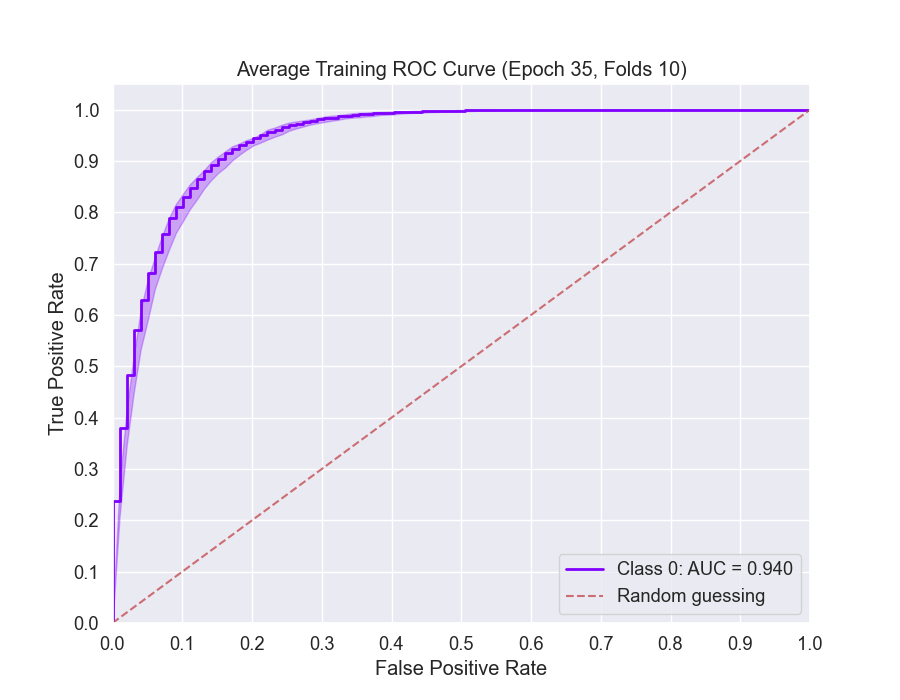 Average Training ROC Curve (Epoch 35, Folds 10)
True Positive Rate
1.0
0.9
0.8
0.7
0.6
0.5
0.4
0.3
0.2
0.1
0.0
Class 0: AUC = 0.940
Random guessing
0.0 0.1 0.2 0.3 0.4 0.5 0.6 0.7 0.8 0.9 1.0
False Positive Rate